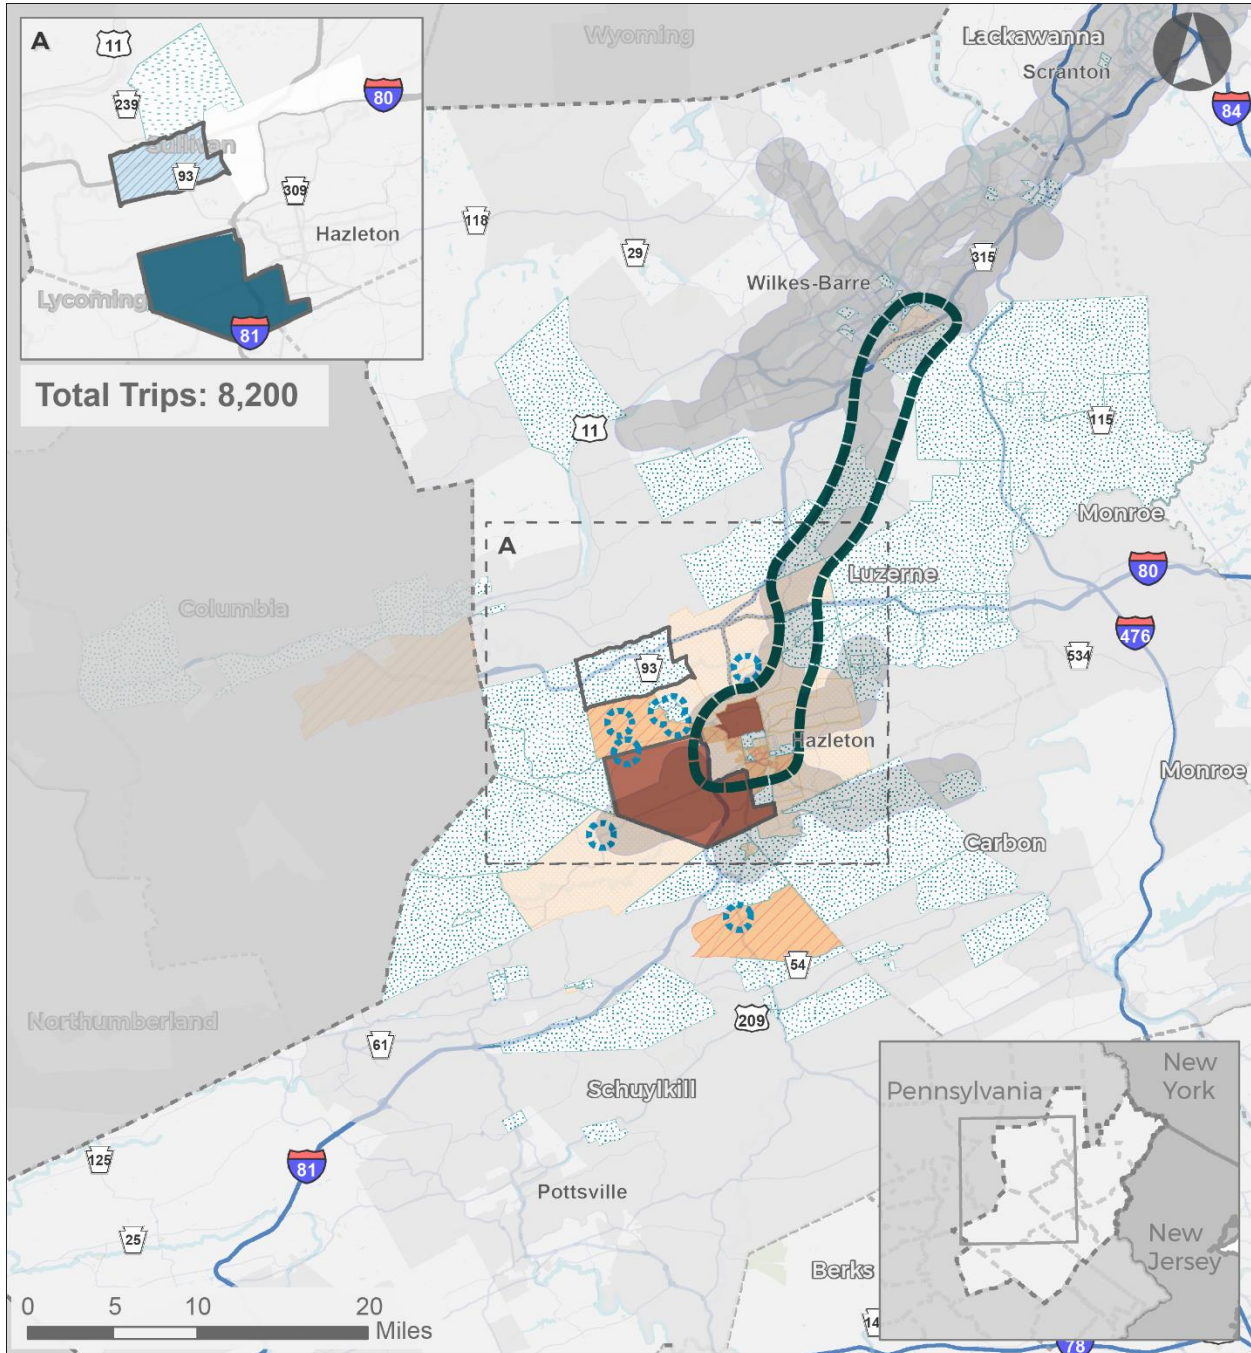 A
11
239
80
Sullivan
93
309
Hazleton
Lycoming
81
Total Trips: 8,200
Wyoming
Lackawanna
Scranton
84
118
29
315
Wilkes-Barre
11
115
Monroe
A
80
Luzerne
Columbia
476
534
93
Hazleton
Monroe
Carbon
54
209
Northumberland
61
Schuylkill
125
81
Pottsville
25
Berks
78
0 5 10 20
Miles
New
York
Pennsylvania
New
Jersey